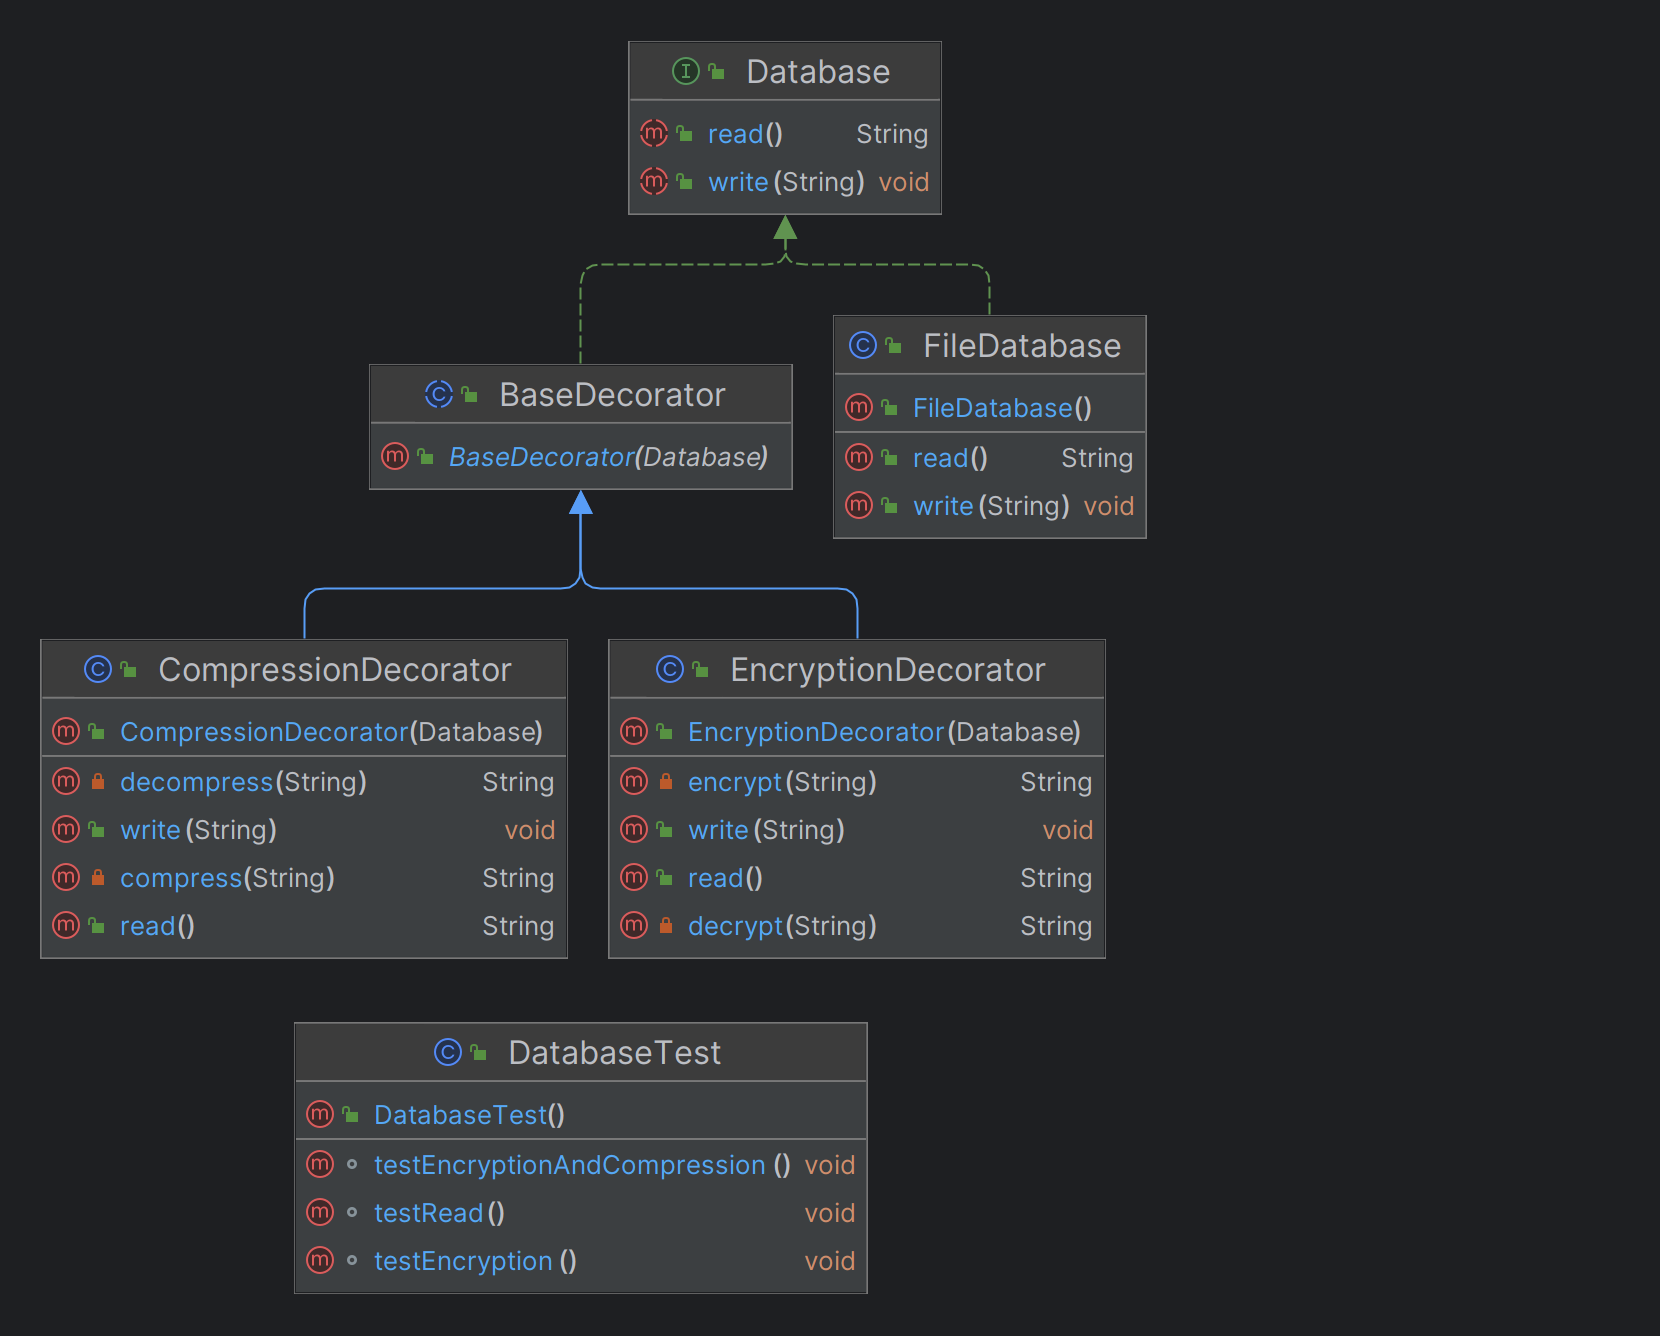 Database
read() String
write(String) void
FileDatabase
FileDatabase()
read() String
write(String) void
BaseDecorator
BaseDecorator(Database)
CompressionDecorator
CompressionDecorator(Database)
decompress(String) String
write(String) void
compress(String) String
read() String
EncryptionDecorator
EncryptionDecorator(Database)
encrypt(String) String
write(String) void
read() String
decrypt(String) String
DatabaseTest
DatabaseTest()
testEncryptionAndCompression () void
testRead() void
testEncryption () void